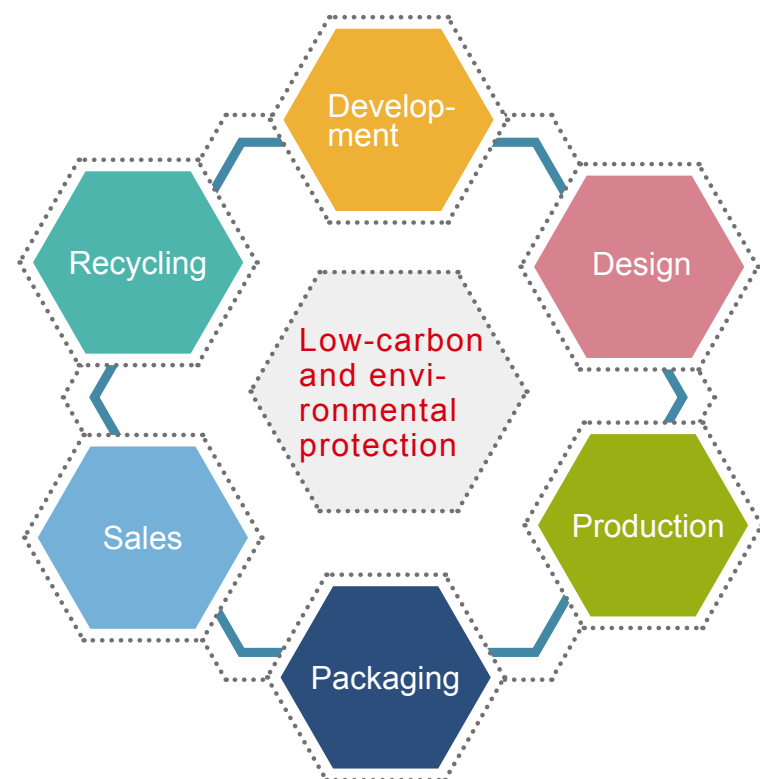 Develop-
ment
Recycling
Design
Low-carbon
and envi-
ronmental
protection
Sales
Production
Packaging